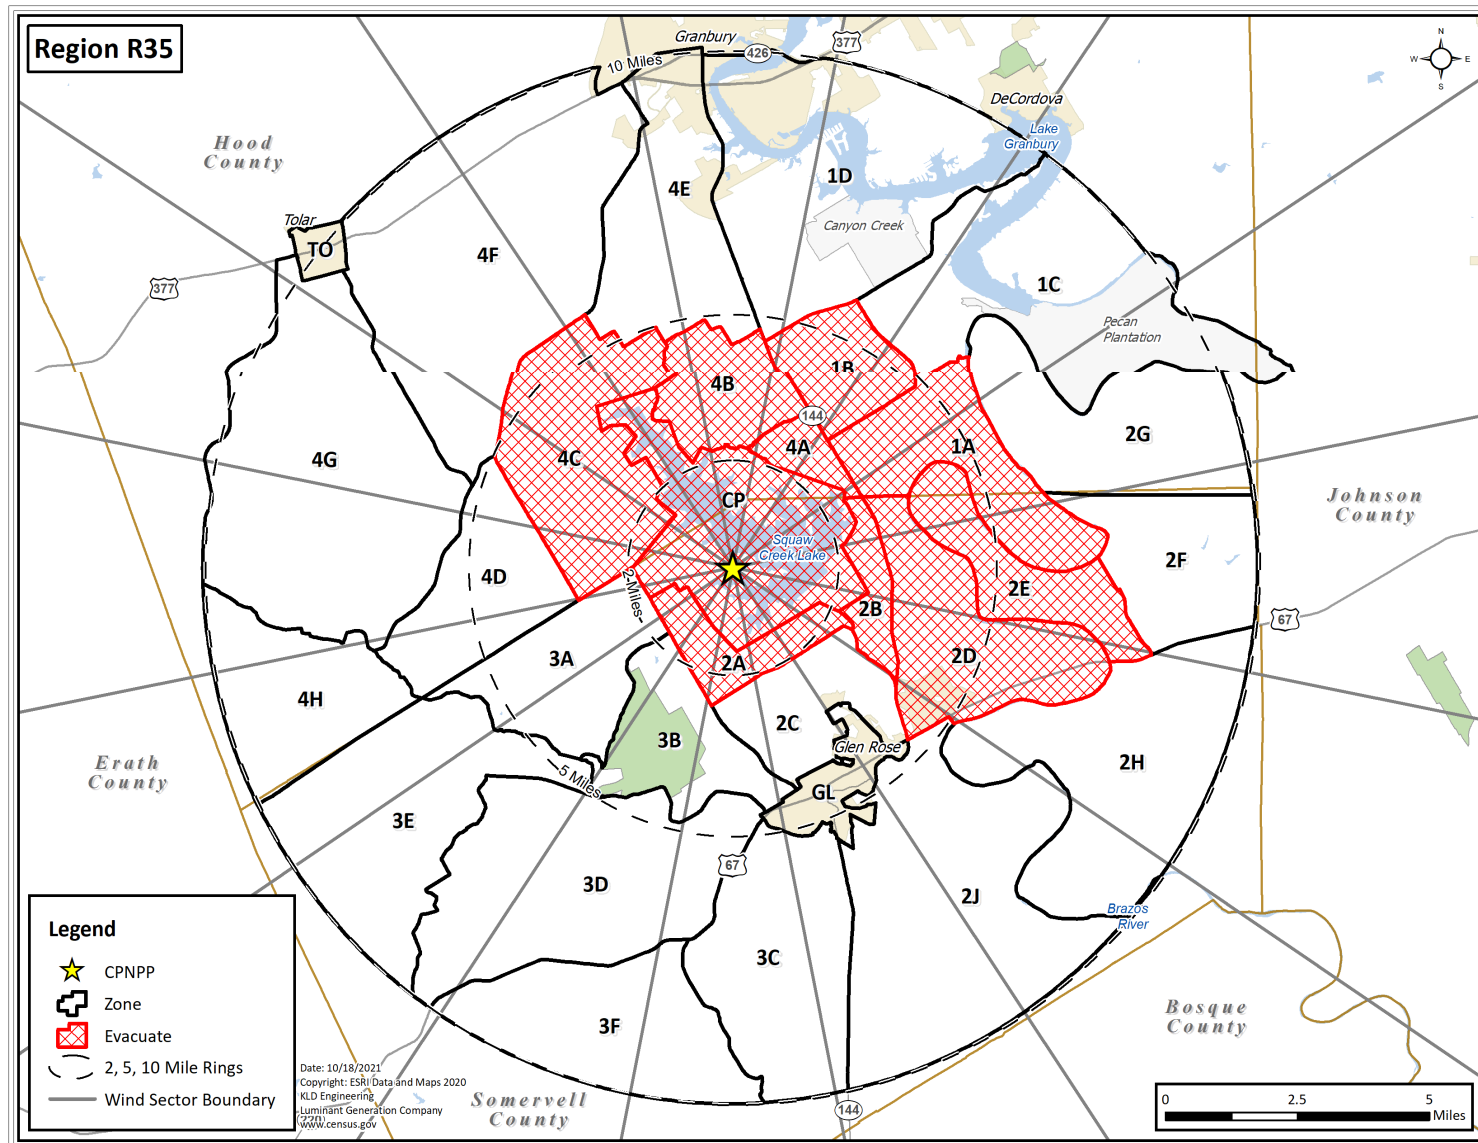 Region R35
Granbury
377
426
10 Miles
N
W
E
S
DeCordova
Lake
Granbury
Hood
County
4E
1D
Tolar
TO
4F
Canyon Creek
1C
377
Pecan
Plantation
1B
4B
144
2G
4A
1A
4G
4C
CP
Johnson
County
Squaw
Creek Lake
2F
4D
2E
2-Miles
2B
67
3A
2A
2D
4H
2C
3B
Glen Rose
2H
Erath
County
5 Miles
GL
3E
67
3D
2J
Brazos
River
3C
3F
Bosque
County
Legend
CPNPP
Zone
Evacuate
2, 5, 10 Mile Rings
Wind Sector Boundary
Date: 10/18/2021
Copyright: ESRI Data and Maps 2020
KLD Engineering
Luminant Generation Company
www.census.gov
Somervell
County
144
0
2.5
5
Miles